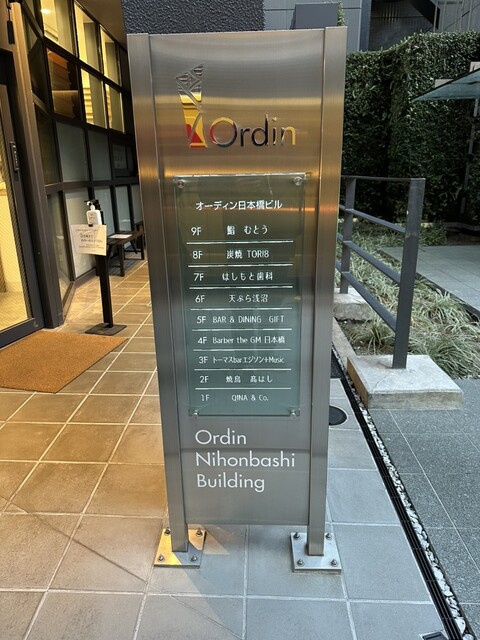 Ordin
オーディン日本橋ビル
9F 鮨 むとう
8F 炭焼 TORI8
7F はしもと歯科
6F 天ぷら浅沼
5F BAR & DINING GIFT
4F Barber the GM 日本橋
3F トーマスbarエジソン+Music
2F 焼鳥 髙はし
1F QINA & Co.
Ordin
Nihonbashi
Building